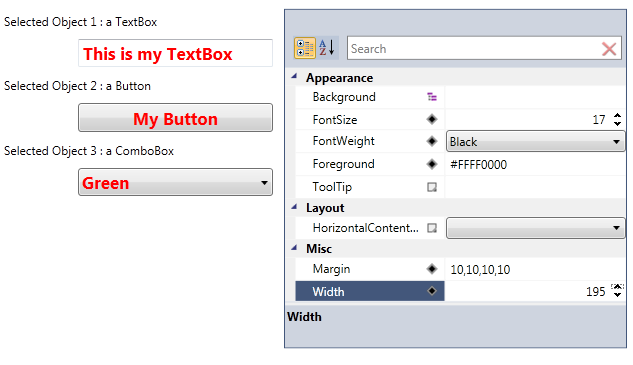 Selected Object 1 : a TextBox
This is my TextBox
Selected Object 2 : a Button
My Button
Selected Object 3 : a ComboBox
Green
A
Z
Search
Appearance
Background
FontSize 17
FontWeight Black
Foreground #FFFF0000
ToolTip
Layout
HorizontalContent...
Misc
Margin 10,10,10,10
Width 195
Width